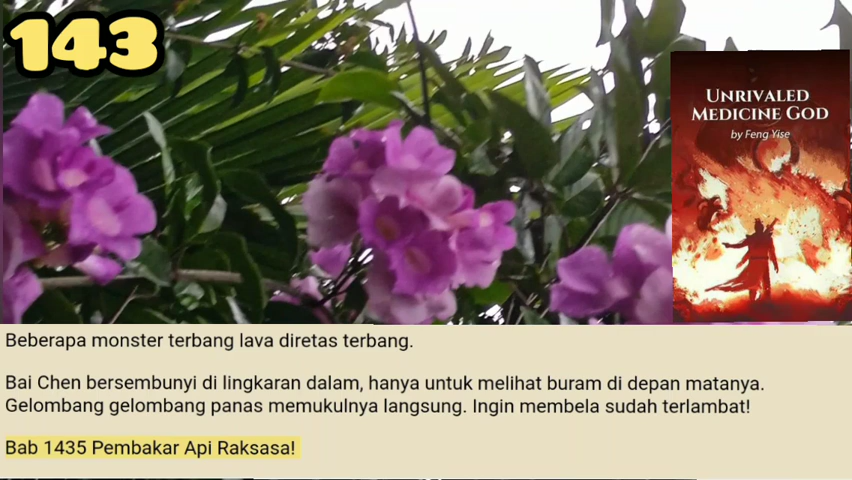 143
UNRIVALED
MEDICINE GOD
by Feng Yise
Beberapa monster terbang lava diretas terbang.
Bai Chen bersembunyi di lingkaran dalam, hanya untuk melihat buram di depan matanya.
Gelombang gelombang panas memukulnya langsung. Ingin membela sudah terlambat!
Bab 1435 Pembakar Api Raksasa!